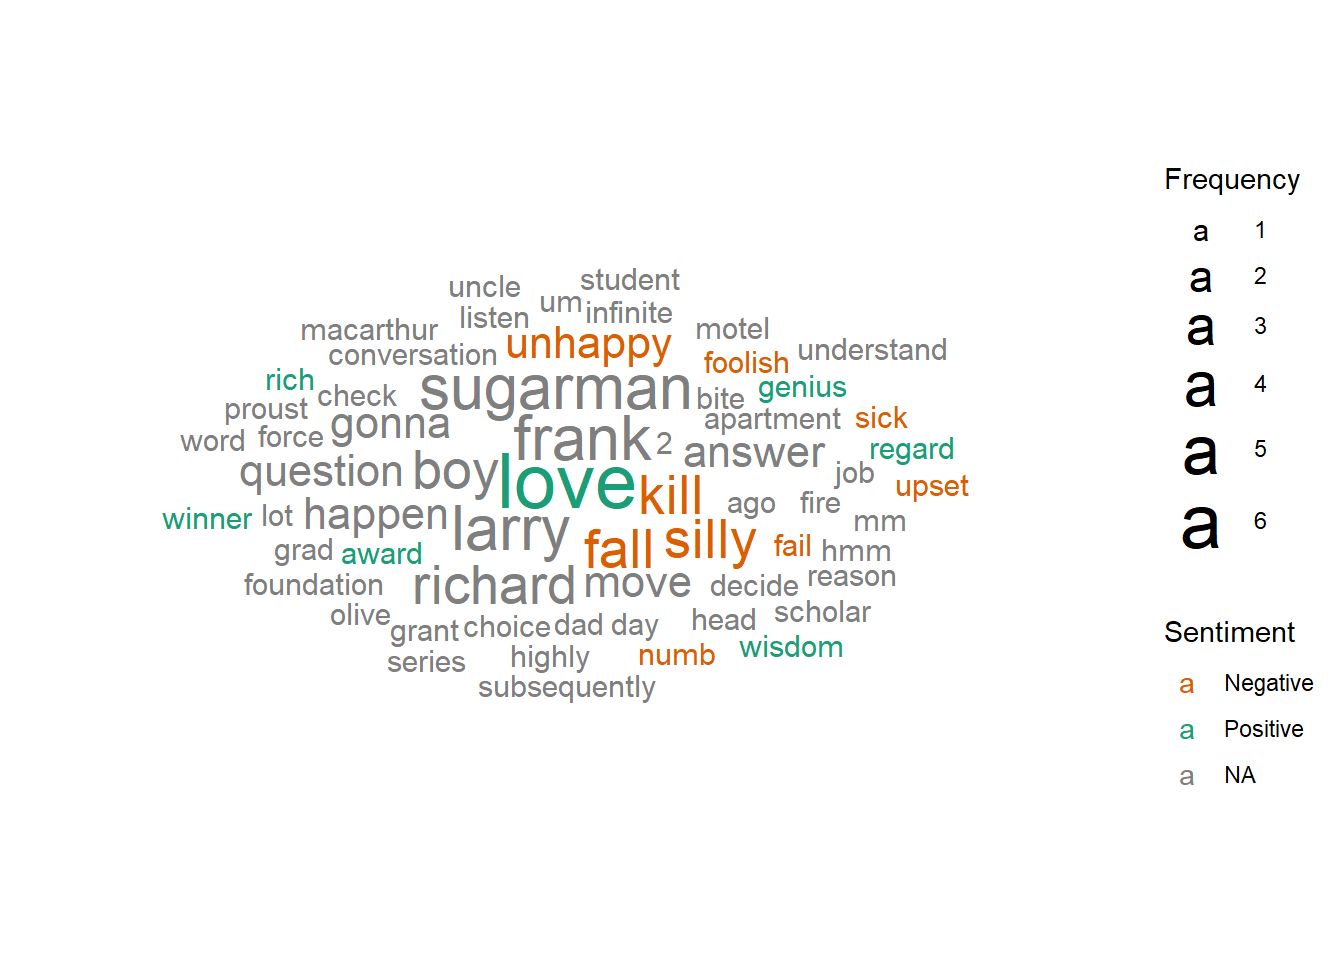 student
uncle
um
infinite
listen
macarthur
motel
unhappy
conversation
understand
foolish
rich
sugarman
genius
check
bite
proust
apartment
sick
gonna
word
force
frank
2
answer
regard
question
boy
job
love
upset
kill
ago
fire
winner
lot
happen
mm
larry
silly
fail
grad
award
fall
hmm
foundation
richard
move
decide
reason
olive
scholar
grant
choice
dad
day
head
wisdom
series
highly
numb
subsequently
Frequency
a 1
a 2
a 3
a 4
a 5
a 6
Sentiment
a Negative
a Positive
a NA